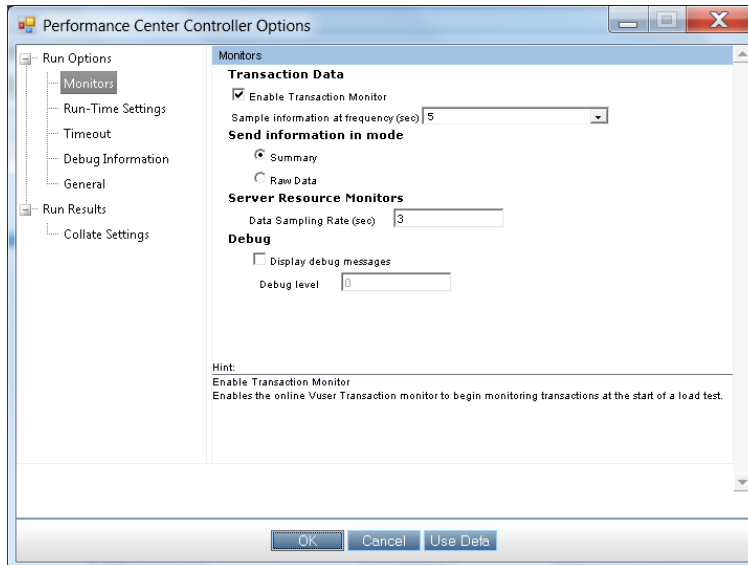 Performance Center Controller Options
Run Options
Monitors
Run-Time Settings
Timeout
Debug Information
General
Run Results
Collate Settings
Monitors
Transaction Data
Enable Transaction Monitor
Sample information at frequency (sec) 5
Send information in mode
Summary
Raw Data
Server Resource Monitors
Data Sampling Rate (sec) 3
Debug
Display debug messages
Debug level 0
Hint:
Enable Transaction Monitor
Enables the online Vuser Transaction monitor to begin monitoring transactions at the start of a load test.
OK Cancel Use Defa